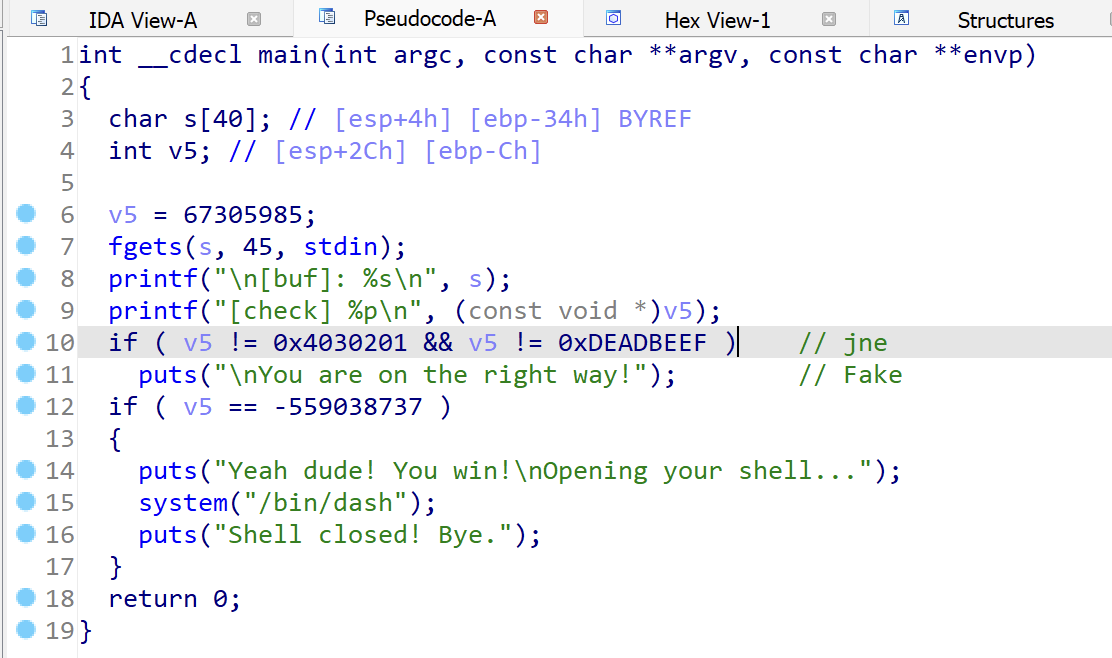 IDA View-A Pseudocode-A Hex View-1 Structures
1 int __cdecl main(int argc, const char **argv, const char **envp)
2 {
3 char s[40]; // [esp+4h] [ebp-34h] BYREF
4 int v5; // [esp+2Ch] [ebp-Ch]
5
6 v5 = 67305985;
7 fgets(s, 45, stdin);
8 printf("\n[buf]: %s\n", s);
9 printf("[check] %p\n", (const void *)v5);
10 if ( v5 != 0x4030201 && v5 != 0xDEADBEEF ) // jne
11 puts("\nYou are on the right way!"); // Fake
12 if ( v5 == -559038737 )
13 {
14 puts("Yeah dude! You win!\nOpening your shell...");
15 system("/bin/dash");
16 puts("Shell closed! Bye.");
17 }
18 return 0;
19 }